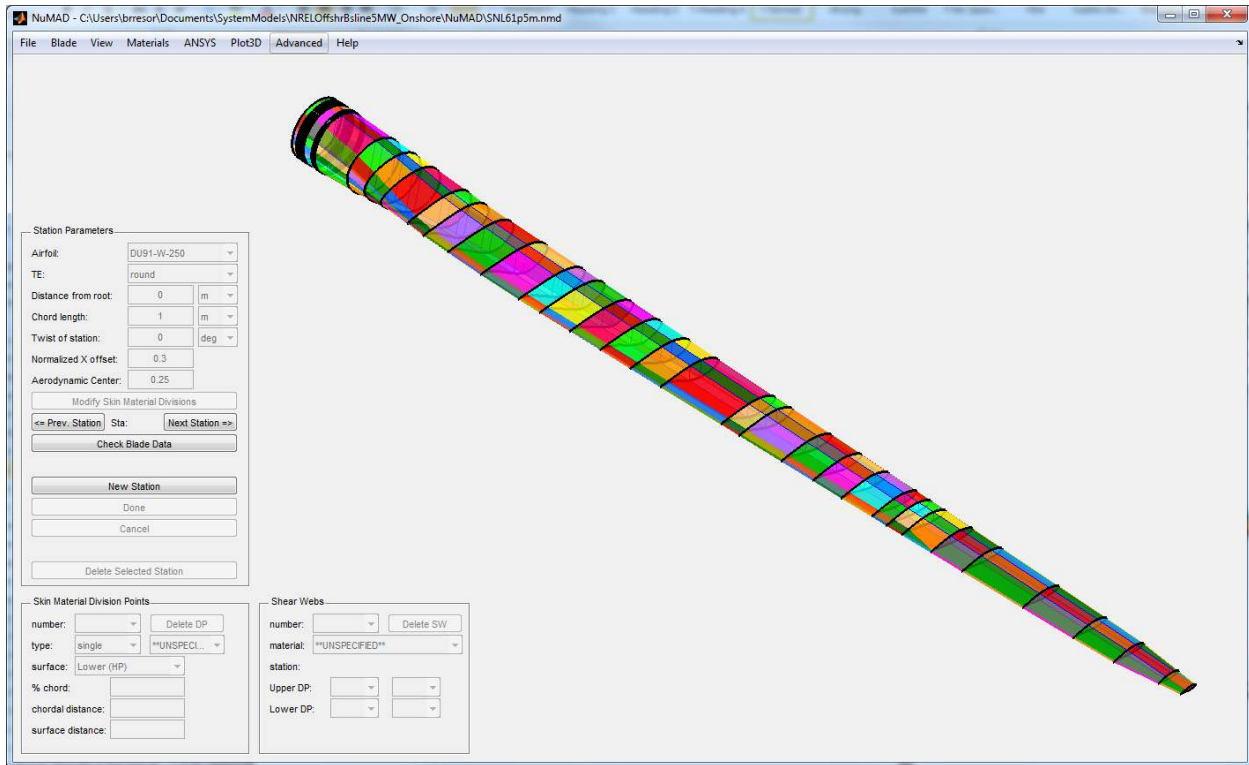 NuMAD - C:\Users\brresor\Documents\SystemModels\NRELOffshrBsline5MW_Onshore\NuMAD\SNL61p5m.nmd
File Blade View Materials ANSYS Plot3D Advanced Help
Station Parameters
Airfoil: DU91-W-250
TE: round
Distance from root: 0 m
Chord length: 1 m
Twist of station: 0 deg
Normalized X offset: 0.3
Aerodynamic Center: 0.25
Modify Skin Material Divisions
<= Prev. Station Sta: Next Station =>
Check Blade Data
New Station
Done
Cancel
Delete Selected Station
Skin Material Division Points
number: Delete DP
type: single **UNSPECI...
surface: Lower (HP)
% chord:
chordal distance:
surface distance:
Shear Webs
number: Delete SW
material: **UNSPECIFIED**
station:
Upper DP:
Lower DP: